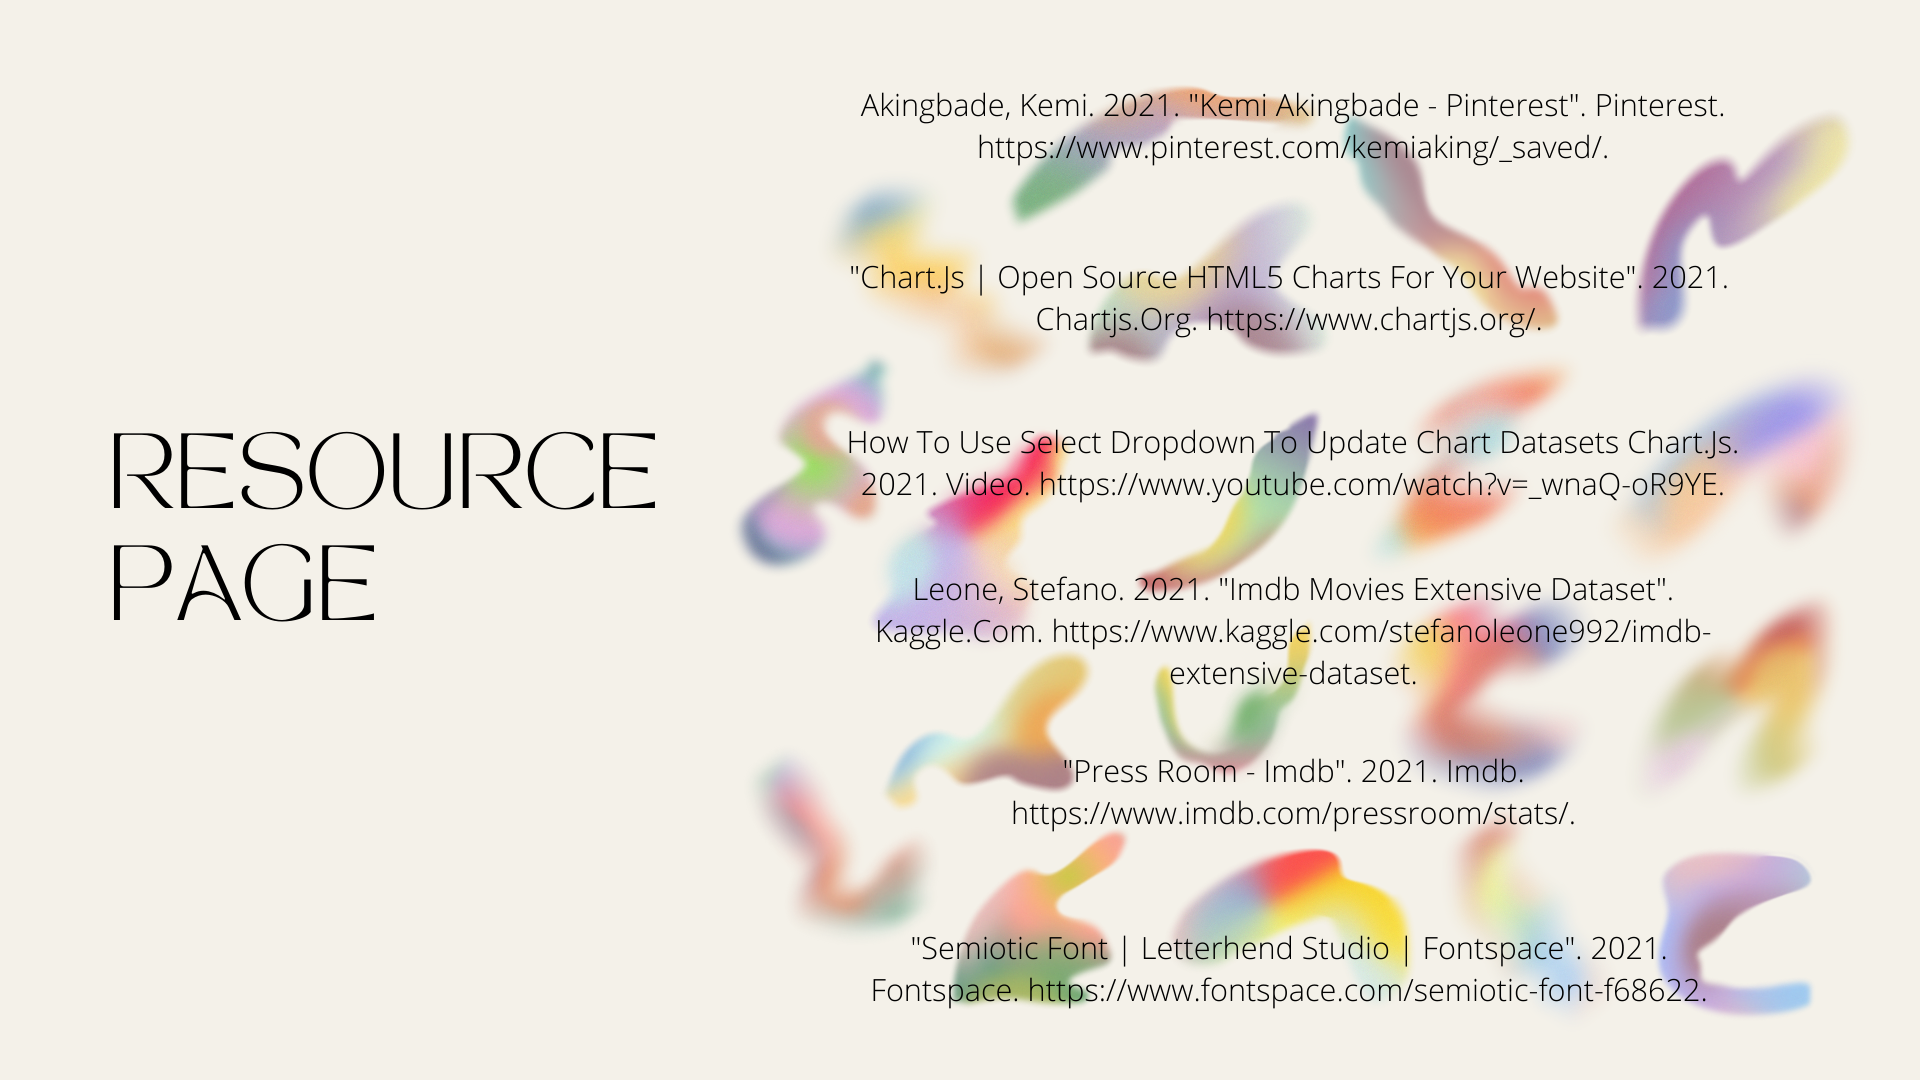 RESOURCE
PAGE
Akingbade, Kemi. 2021. "Kemi Akingbade - Pinterest". Pinterest.
https://www.pinterest.com/kemiaking/_saved/.
"Chart.Js | Open Source HTML5 Charts For Your Website". 2021.
Chartjs.Org. https://www.chartjs.org/.
How To Use Select Dropdown To Update Chart Datasets Chart.Js.
2021. Video. https://www.youtube.com/watch?v=_wnaQ-oR9YE.
Leone, Stefano. 2021. "Imdb Movies Extensive Dataset".
Kaggle.Com. https://www.kaggle.com/stefanoleone992/imdb-
extensive-dataset.
"Press Room - Imdb". 2021. Imdb.
https://www.imdb.com/pressroom/stats/.
"Semiotic Font | Letterhend Studio | Fontspace". 2021.
Fontspace. https://www.fontspace.com/semiotic-font-f68622.